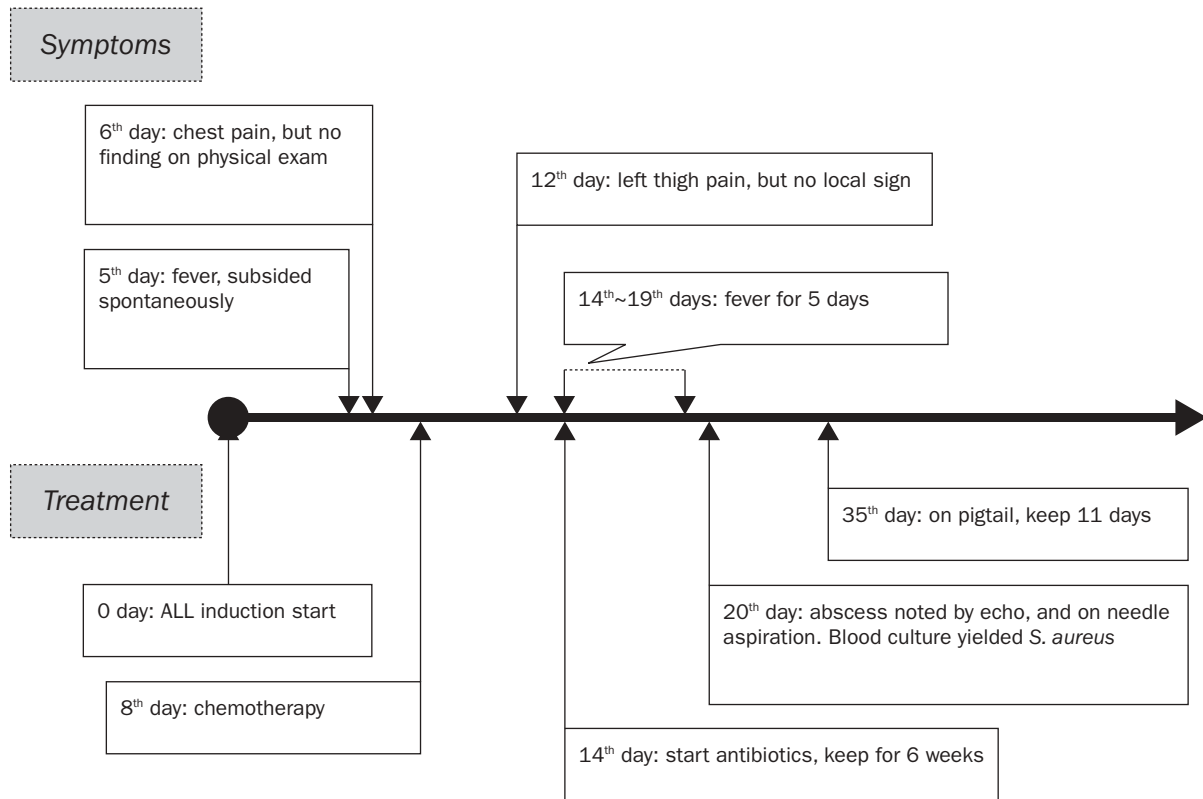 Symptoms
6th day: chest pain, but no
finding on physical exam
12th day: left thigh pain, but no local sign
5th day: fever, subsided
spontaneously
14th~19th days: fever for 5 days
Treatment
35th day: on pigtail, keep 11 days
0 day: ALL induction start
20th day: abscess noted by echo, and on needle
aspiration. Blood culture yielded S. aureus
8th day: chemotherapy
14th day: start antibiotics, keep for 6 weeks